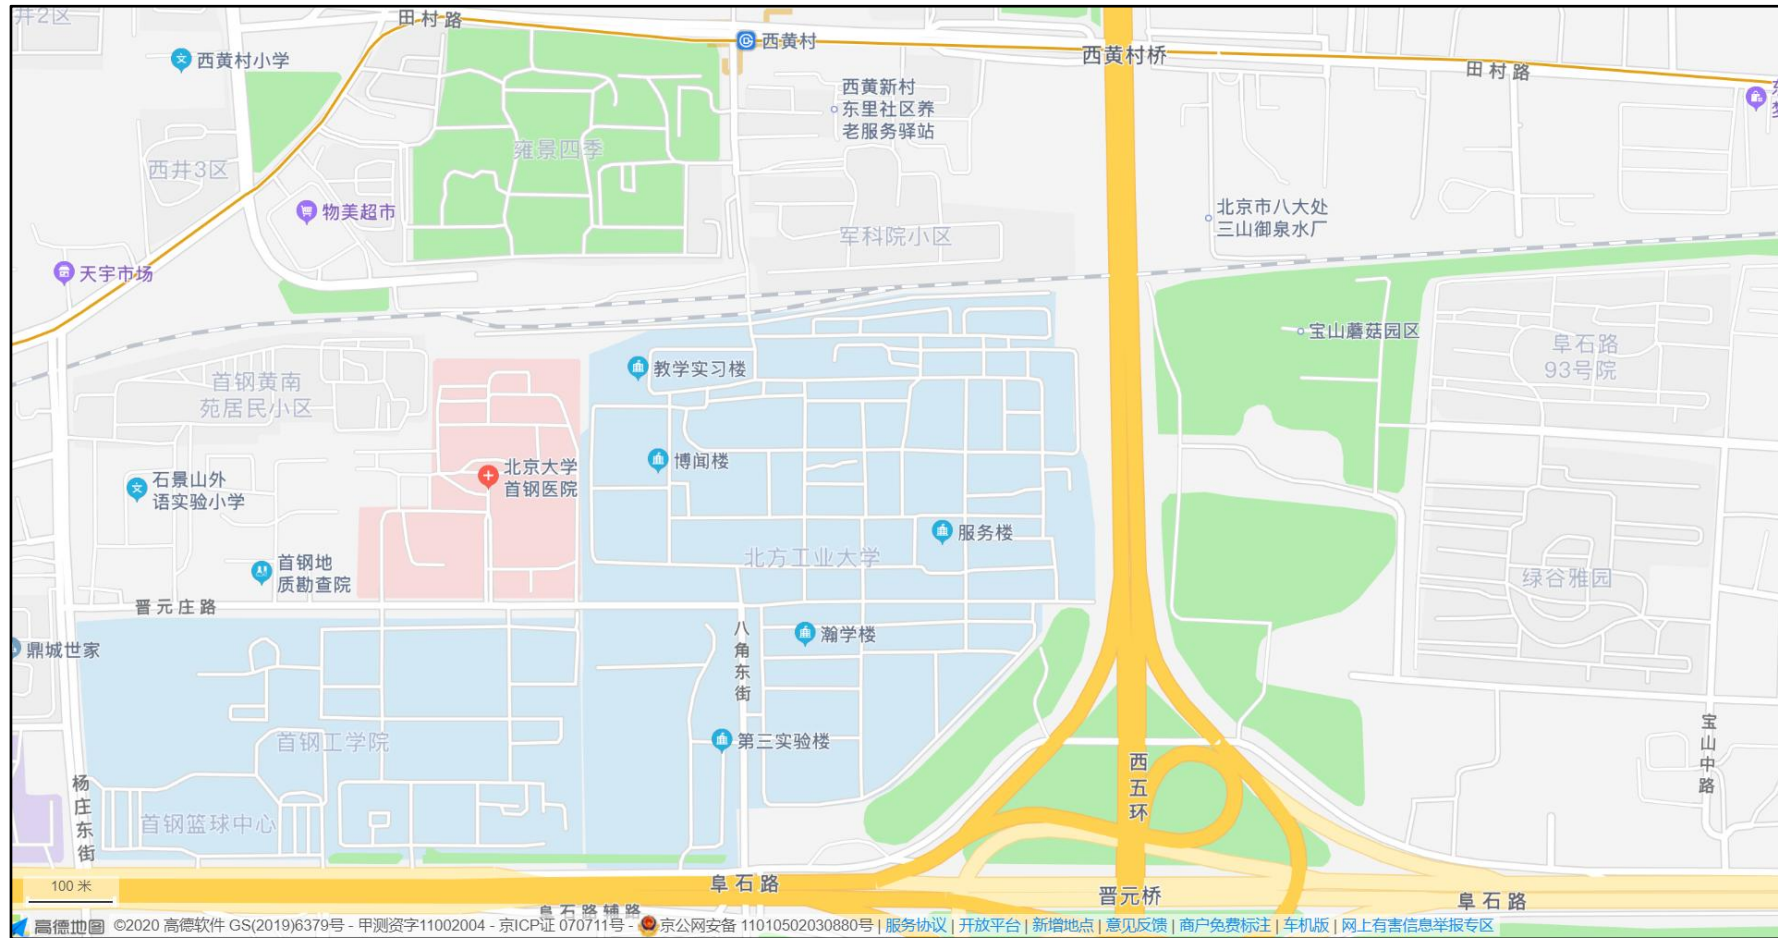 井2区
田村路
西黄村
西黄村小学
西黄村桥
田村路
西黄新村
东里社区养
老服务驿站
雍景四季
西井3区
物美超市
北京市八大处
三山御泉水厂
军科院小区
天宇市场
宝山蘑菇园区
阜石路
93号院
教学实习楼
首钢黄南
苑居民小区
博闻楼
北京大学
首钢医院
石景山外
语实验小学
服务楼
北方工业大学
首钢地
质勘查院
绿谷雅园
晋元庄路
八角东街
瀚学楼
鼎城世家
首钢工学院
第三实验楼
宝山中路
西五环
杨庄东街
首钢篮球中心
100 米
阜石路
晋元桥
阜石路
阜石路辅路
高德地图 ©2020 高德软件 GS(2019)6379号 - 甲测资字11002004 - 京ICP证 070711号 - 京公网安备 11010502030880号 | 服务协议 | 开放平台 | 新增地点 | 意见反馈 | 商户免费标注 | 车机版 | 网上有害信息举报专区